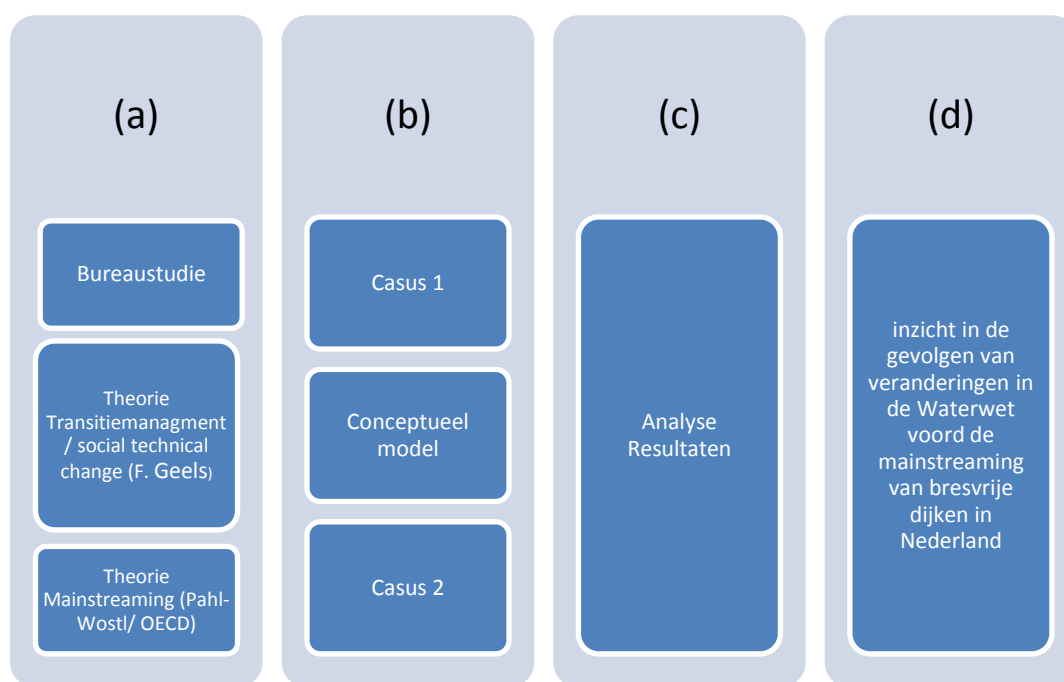 (a)
Bureaustudie
Theorie
Transitiemanagment
/ social technical
change (F. Geels)
Theorie
Mainstreaming (Pahl-
Wostl/ OECD)
(b)
Casus 1
Conceptueel
model
Casus 2
(c)
Analyse
Resultaten
(d)
inzicht in de
gevolgen van
veranderingen in
de Waterwet
voord de
mainstreaming
van bresvrije
dijken in
Nederland